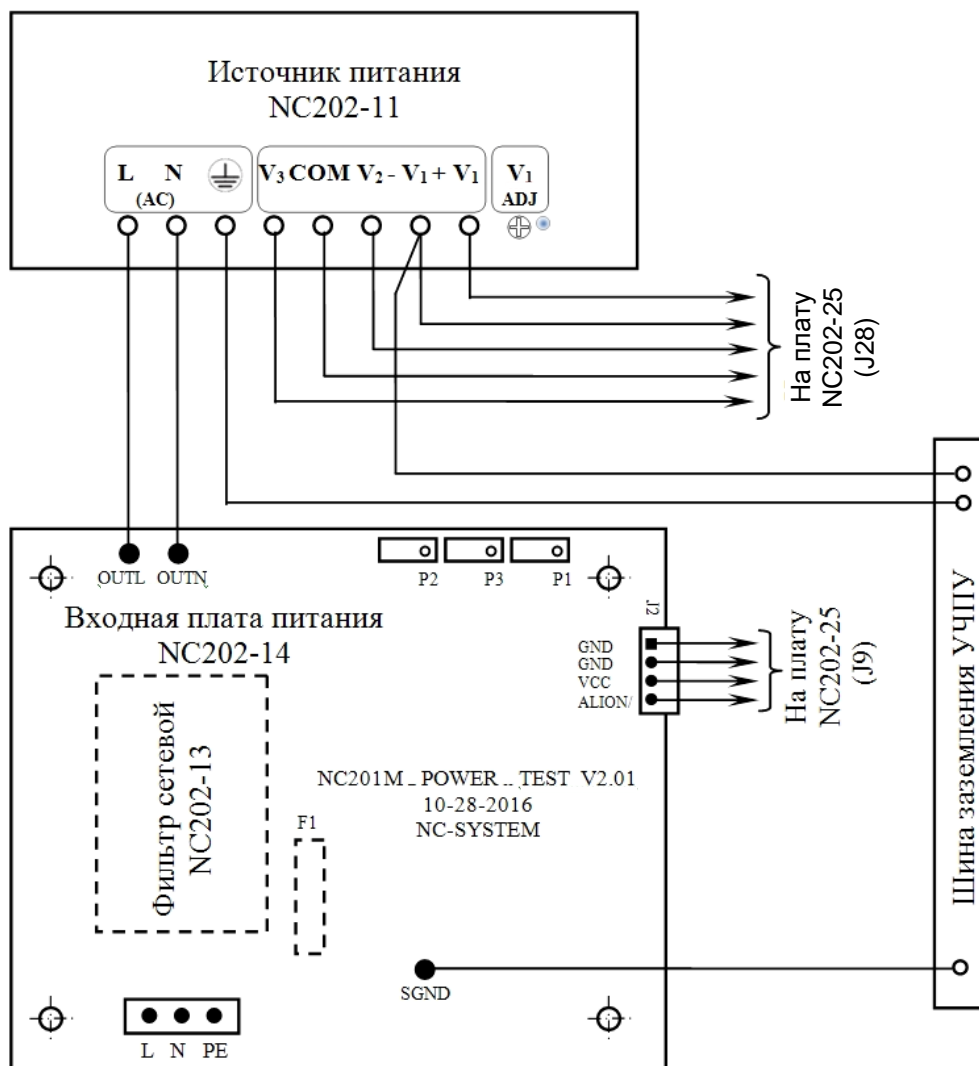 Источник питания
NC202-11
L N V3 COM V2 - V1 + V1 V1
(AC) ADJ
На плату
NC202-25
(J28)
OUTL OUTN
P2 P3 P1
J2
Входная плата питания
NC202-14
GND
GND
VCC
ALION/
На плату
NC202-25
(J9)
Шина заземления УЧПУ
Фильтр сетевой
NC202-13
NC201M_POWER_TEST V2.01
10-28-2016
NC-SYSTEM
F1
SGND
L N PE